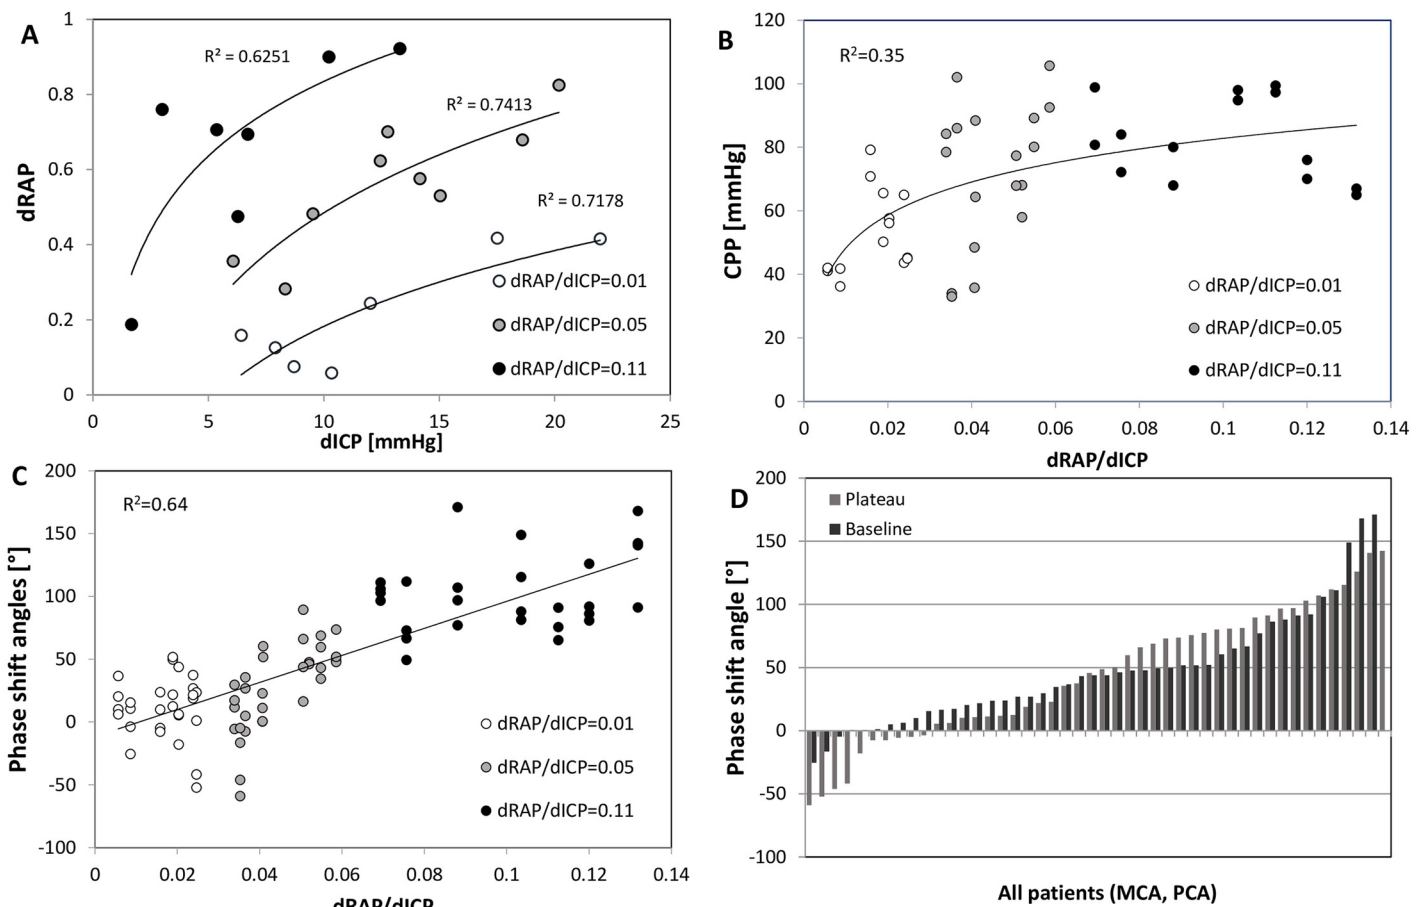 A
1
0.8
0.6
0.4
0.2
0
dRAP
R² = 0.6251
R² = 0.7413
R² = 0.7178
dRAP/dICP=0.01
dRAP/dICP=0.05
dRAP/dICP=0.11
0 5 10 15 20 25
dICP [mmHg]
B
120
100
80
60
40
20
0
CPP [mmHg]
R²=0.35
dRAP/dICP=0.01
dRAP/dICP=0.05
dRAP/dICP=0.11
0 0.02 0.04 0.06 0.08 0.1 0.12 0.14
dRAP/dICP
C
200
150
100
50
0
-50
-100
Phase shift angles [°]
R²=0.64
dRAP/dICP=0.01
dRAP/dICP=0.05
dRAP/dICP=0.11
0 0.02 0.04 0.06 0.08 0.1 0.12 0.14
dRAP/dICP
D
200
150
100
50
0
-50
-100
Phase shift angle [°]
Plateau
Baseline
All patients (MCA, PCA)